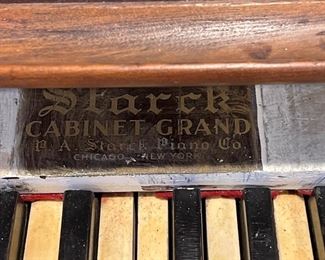 Starck
CABINET GRAND
P. A. Starck Piano Co.
CHICAGO - NEW YORK